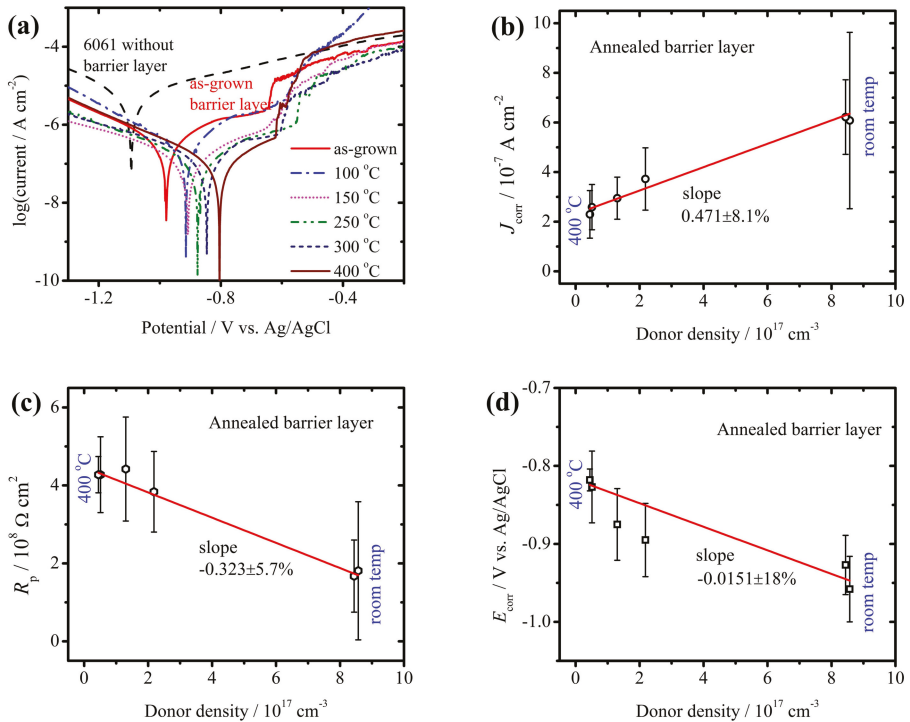 (a)
6061 without
barrier layer
as-grown
barrier layer
as-grown
100 °C
150 °C
250 °C
300 °C
400 °C
-4
-6
-8
-10
log(current / A cm⁻²)
-1.2
-0.8
-0.4
Potential / V vs. Ag/AgCl
(b)
Annealed barrier layer
10
8
6
4
2
0
J_corr / 10⁻⁷ A cm⁻²
400 °C
slope
0.471±8.1%
room temp
0
2
4
6
8
10
Donor density / 10¹⁷ cm⁻³
(c)
Annealed barrier layer
6
4
2
0
R_p / 10⁸ Ω cm²
400 °C
slope
-0.323±5.7%
room temp
0
2
4
6
8
10
Donor density / 10¹⁷ cm⁻³
(d)
Annealed barrier layer
-0.7
-0.8
-0.9
-1.0
E_corr / V vs. Ag/AgCl
400 °C
slope
-0.0151±18%
room temp
0
2
4
6
8
10
Donor density / 10¹⁷ cm⁻³